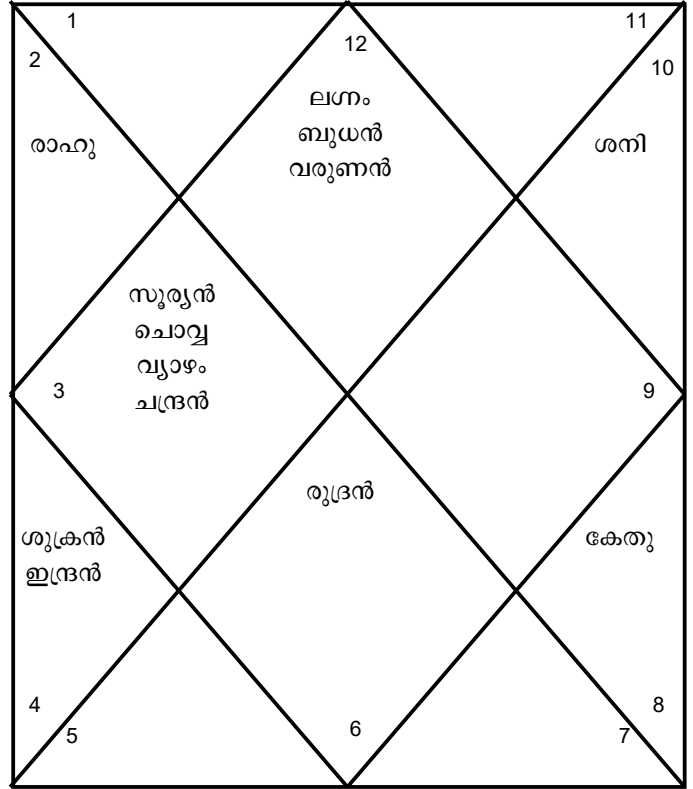 1
11
12
2
10
ലഗ്നം
ബുധൻ
വരുണൻ
രാഹു
ശനി
സൂര്യൻ
ചൊവ്വ
വ്യാഴം
ചന്ദ്രൻ
3
9
രുദ്രൻ
ശുക്രൻ
ഇന്ദ്രൻ
കേതു
4
8
5
6
7